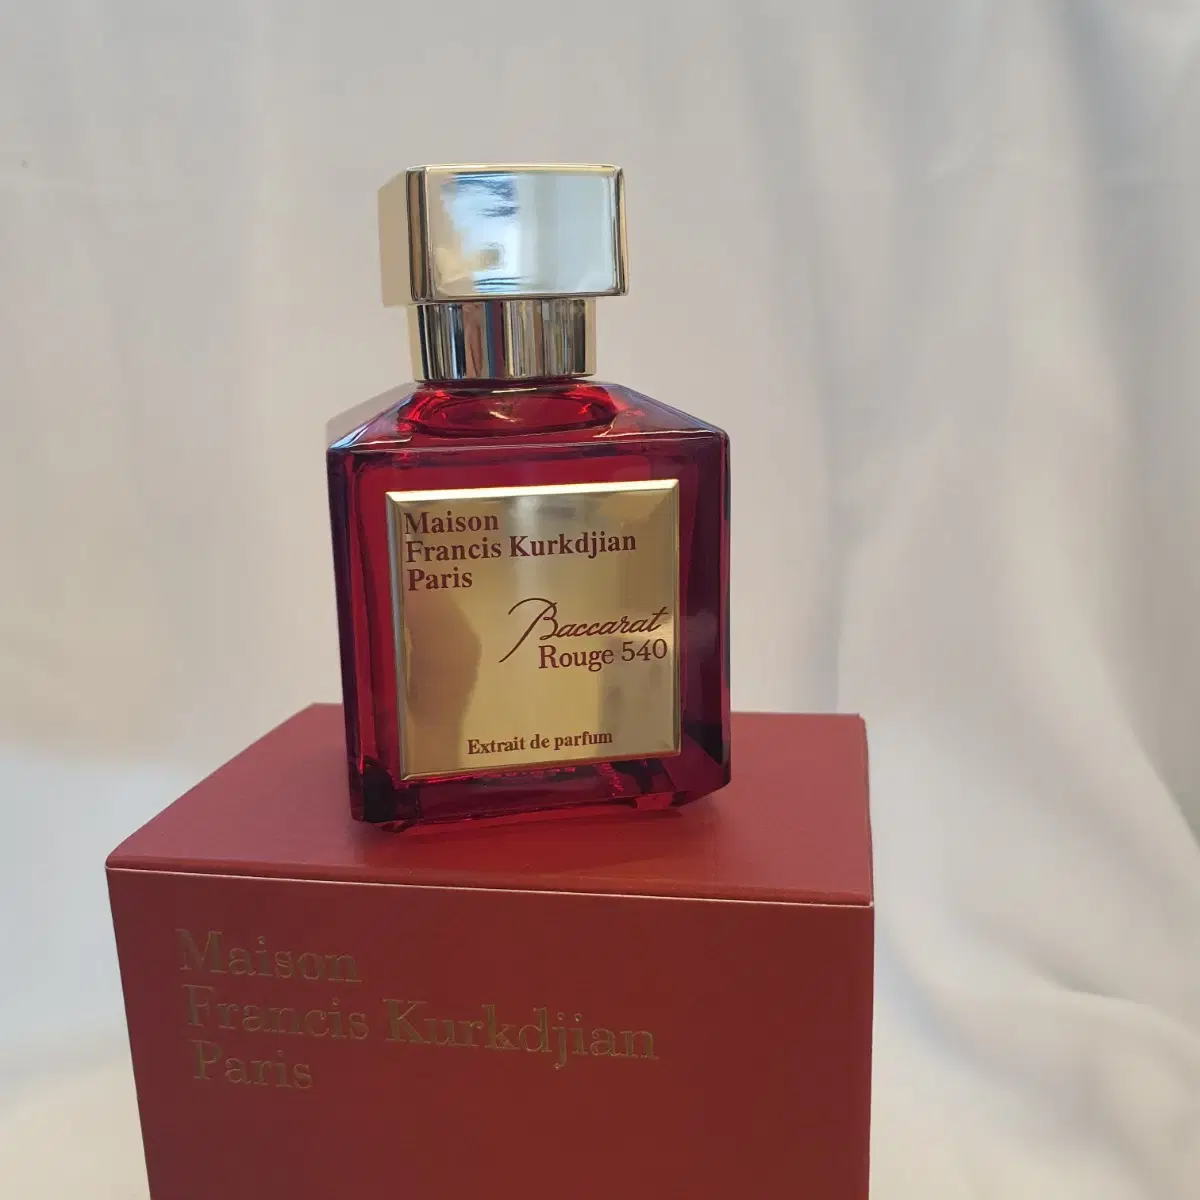 Maison
Francis Kurkdjian
Paris
Baccarat
Rouge 540
Extrait de parfum
Maison
Francis Kurkdjian
Paris